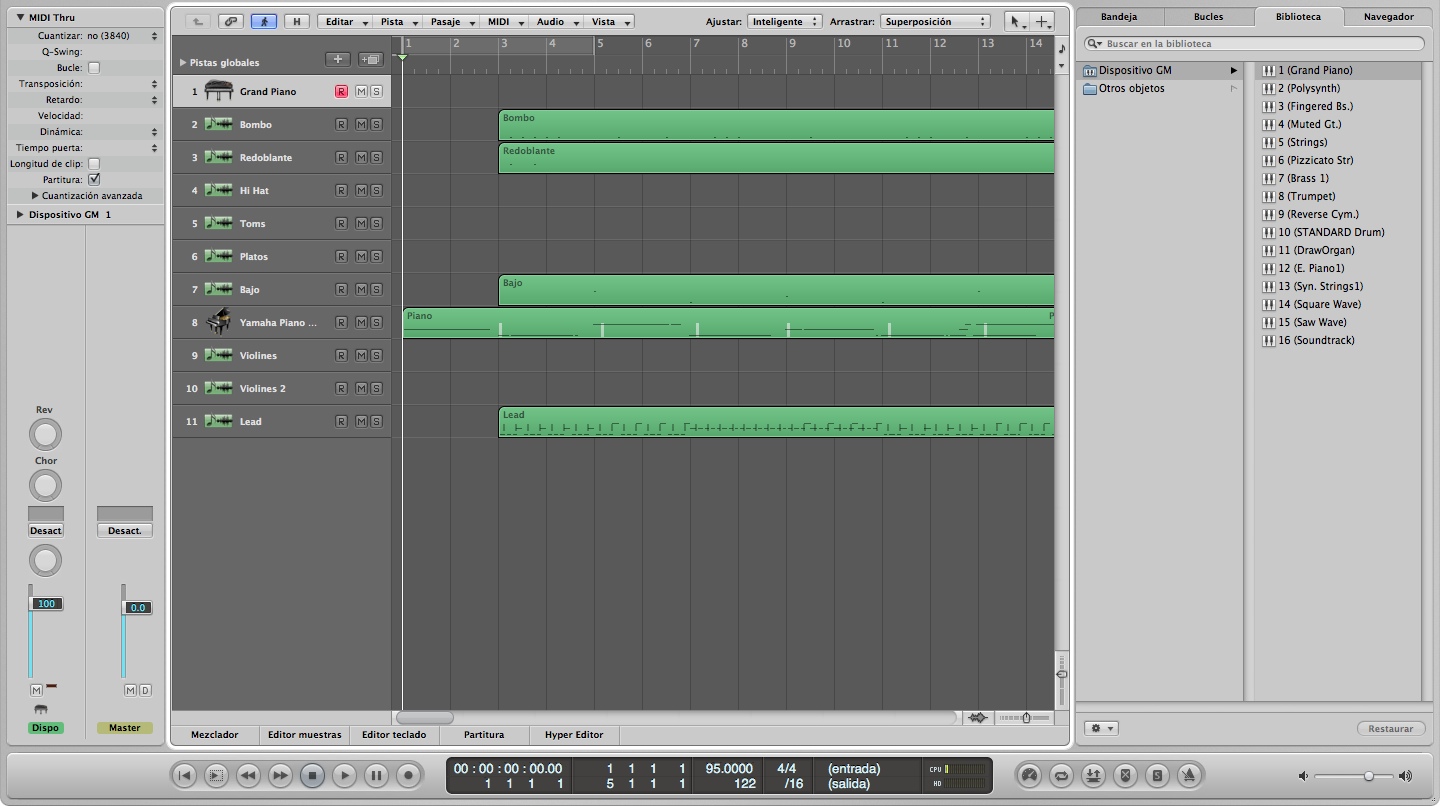 MIDI Thru
Cuantizar: no (3840)
Q-Swing:
Bucle:
Transposición:
Retardo:
Velocidad:
Dinámica:
Tiempo puerta:
Longitud de clip:
Partitura:
Cuantización avanzada
Dispositivo GM 1
Rev
Chor
Desact
Desact.
100
0.0
M
M D
Dispo
Master
H
Editar
Pista
Pasaje
MIDI
Audio
Vista
Ajustar: Inteligente
Arrastrar: Superposición
Pistas globales
1 2 3 4 5 6 7 8 9 10 11 12 13 14
1 Grand Piano R M S
2 Bombo R M S
Bombo
3 Redoblante R M S
Redoblante
4 Hi Hat R M S
5 Toms R M S
6 Platos R M S
7 Bajo R M S
Bajo
8 Yamaha Piano ... R M S
Piano
P
9 Violines R M S
10 Violines 2 R M S
11 Lead R M S
Lead
Mezclador
Editor muestras
Editor teclado
Partitura
Hyper Editor
Bandeja
Bucles
Biblioteca
Navegador
Buscar en la biblioteca
Dispositivo GM
Otros objetos
1 (Grand Piano)
2 (Polysynth)
3 (Fingered Bs.)
4 (Muted Gt.)
5 (Strings)
6 (Pizzicato Str)
7 (Brass 1)
8 (Trumpet)
9 (Reverse Cym.)
10 (STANDARD Drum)
11 (DrawOrgan)
12 (E. Piano1)
13 (Syn. Strings1)
14 (Square Wave)
15 (Saw Wave)
16 (Soundtrack)
Restaurar
00 : 00 : 00 : 00.00
1 1 1 1
1 1 1 1
5 1 1 1
95.0000
122
4/4
/16
(entrada)
(salida)
CPU
HD
S